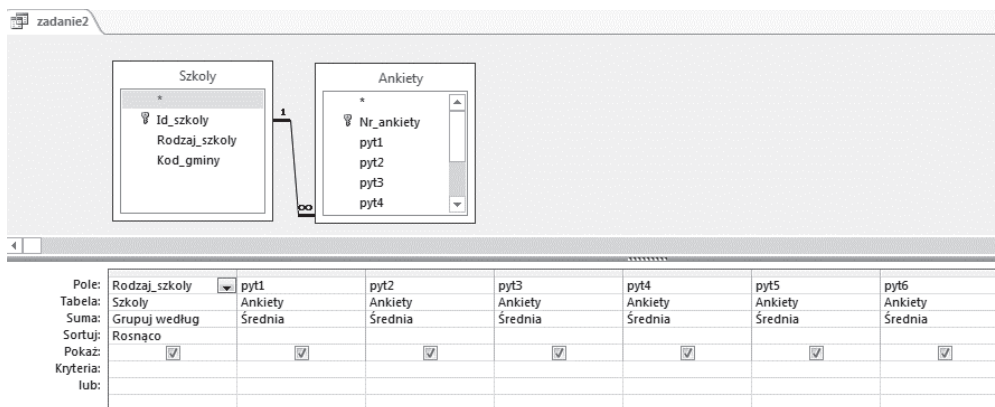 zadanie2
Szkoly
*
Id_szkoly
Rodzaj_szkoly
Kod_gminy
1
∞
Ankiety
*
Nr_ankiety
pyt1
pyt2
pyt3
pyt4
Pole: Rodzaj_szkoly pyt1 pyt2 pyt3 pyt4 pyt5 pyt6
Tabela: Szkoly Ankiety Ankiety Ankiety Ankiety Ankiety Ankiety
Suma: Grupuj według Średnia Średnia Średnia Średnia Średnia Średnia
Sortuj: Rosnąco
Pokaż:
Kryteria:
lub: